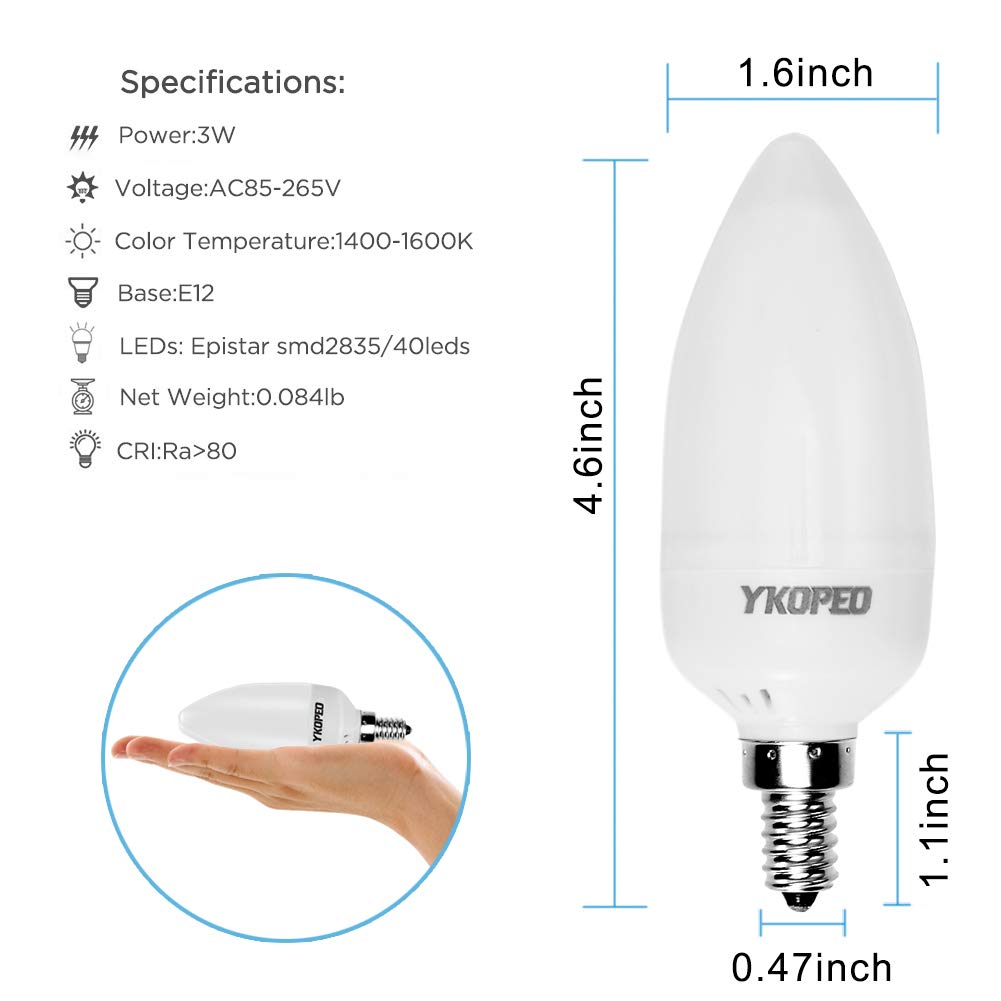 Specifications:
Power:3W
Voltage:AC85-265V
Color Temperature:1400-1600K
Base:E12
LEDs: Epistar smd2835/40leds
Net Weight:0.084lb
CRI:Ra>80
1.6inch
4.6inch
YKOPEO
1.1inch
0.47inch
YKOPEO